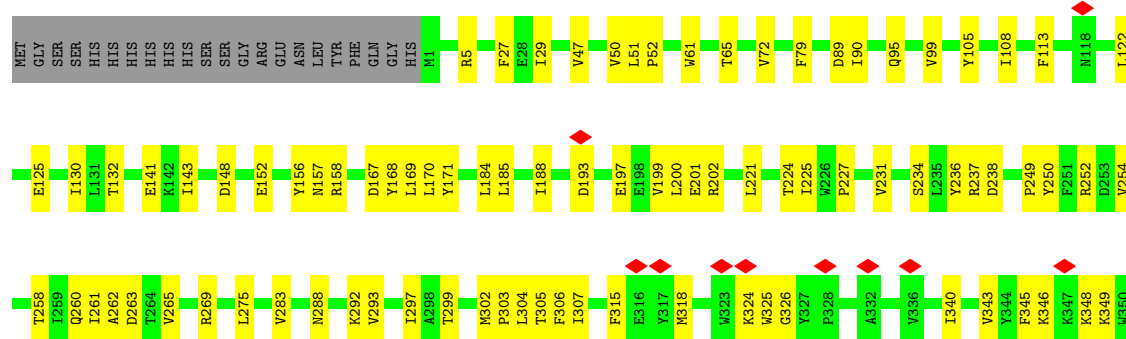 MET GLY SER SER HIS HIS HIS HIS HIS HIS SER SER GLY ARG GLU ASN LEU TYR PHE GLN GLY HIS M1 R5 F27 E28 I29 V47 V50 L51 P52 W61 T65 V72 F79 D89 I90 Q95 V99 Y105 I108 F113 N118 L122
E125 I130 L131 T132 E141 K142 I143 D148 E152 Y156 N157 R158 D167 Y168 L169 L170 Y171 L184 L185 I188 D193 E197 E198 V199 L200 E201 R202 L221 T224 I225 W226 P227 V231 S234 L235 Y236 R237 D238 P249 Y250 F251 R252 D253 V254
T258 I259 Q260 I261 A262 D263 T264 V265 R269 L275 V283 N288 K292 V293 I297 A298 T299 M302 P303 L304 T305 F306 I307 F315 E316 Y317 M318 W323 K324 W325 G326 Y327 P328 A332 V336 I340 V343 Y344 F345 K346 K347 K348 K349 W350